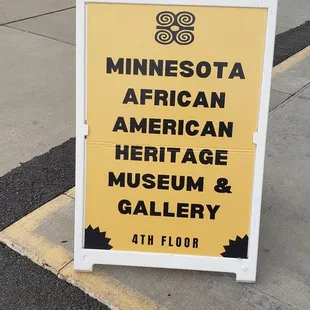 MINNESOTA
AFRICAN
AMERICAN
HERITAGE
MUSEUM &
GALLERY
4TH FLOOR